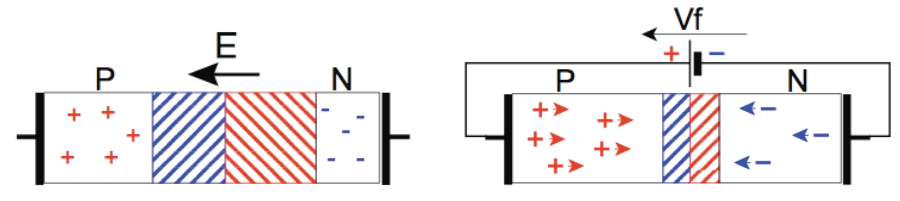 E
P
N
+ + + + +
- - - - -
Vf
+ -
P
N
+ + + + +
- - -